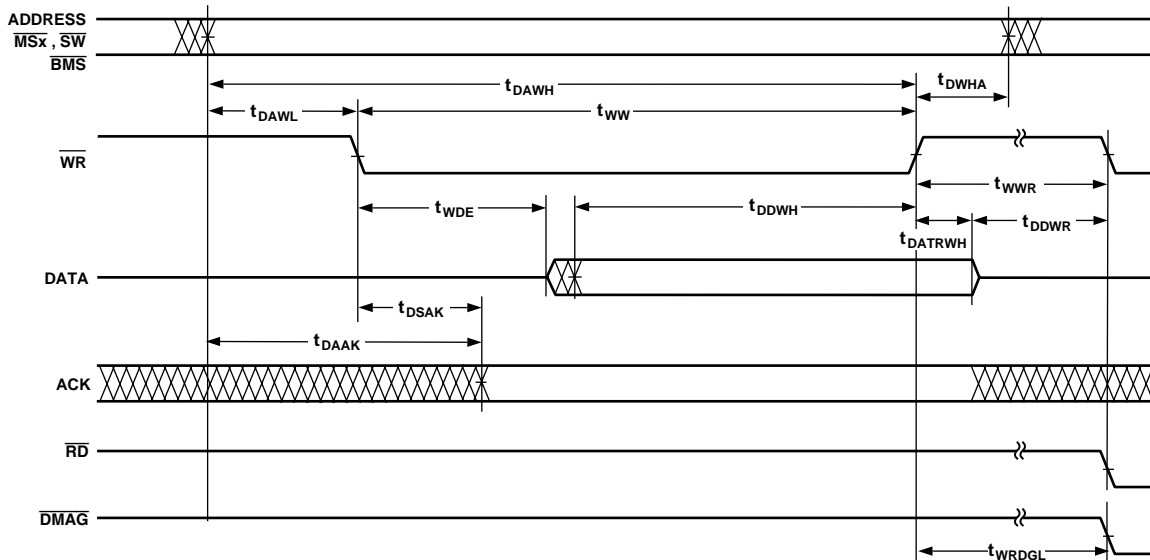 ADDRESS
MSx , SW
BMS
tDAWH
tDWHA
tDAWL
tWW
WR
tWWR
tWDE
tDDWH
tDATRWH
tDDWR
DATA
tDSAK
tDAAK
ACK
RD
DMAG
tWRDGL